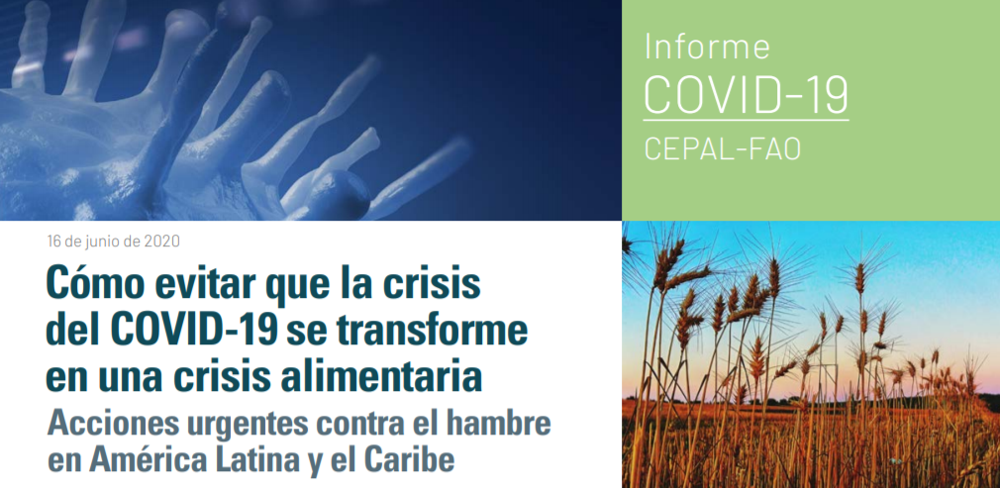 Informe
COVID-19
CEPAL-FAO
16 de junio de 2020
Cómo evitar que la crisis
del COVID-19 se transforme
en una crisis alimentaria
Acciones urgentes contra el hambre
en América Latina y el Caribe